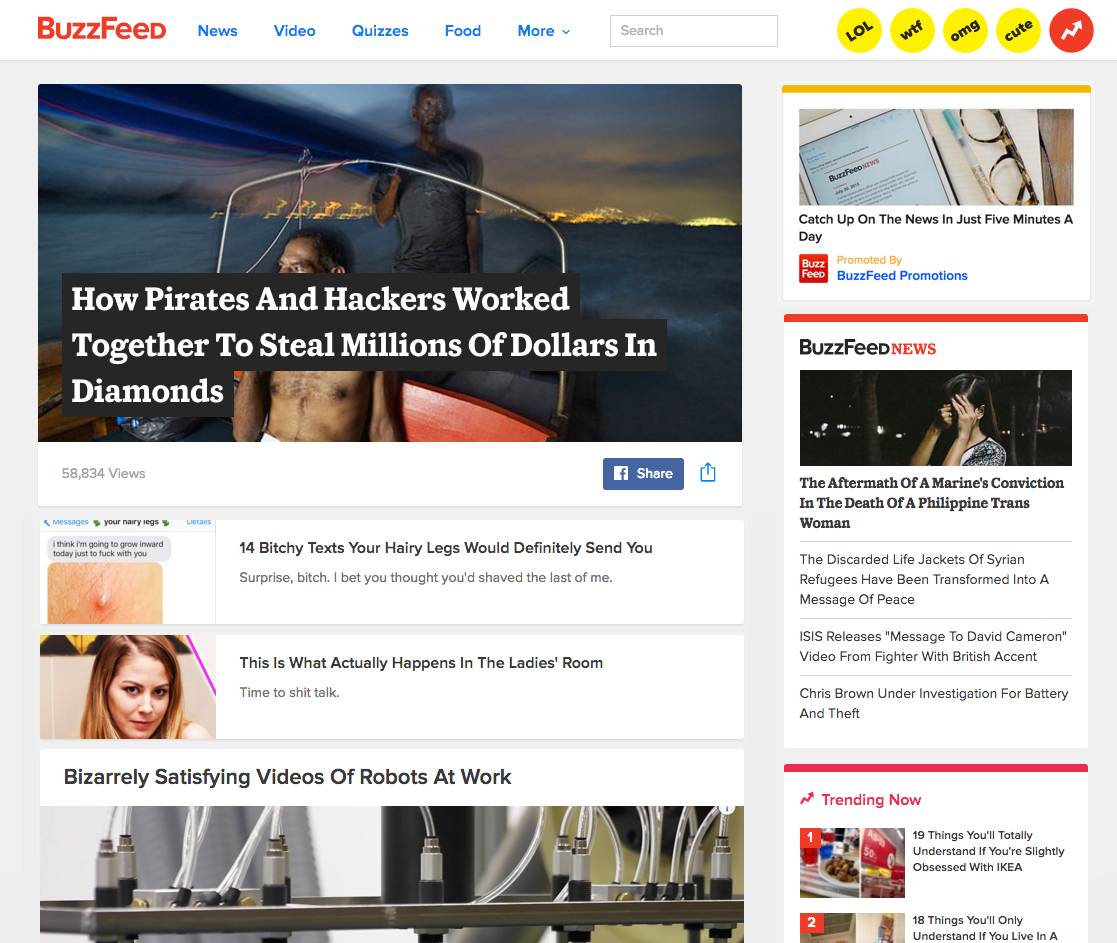 BuzzFeed
News
Video
Quizzes
Food
More
Search
LOL
wtf
omg
cute
How Pirates And Hackers Worked
Together To Steal Millions Of Dollars In
Diamonds
58,834 Views
Share
Messages
your hairy legs
Details
i think i'm going to grow inward
today just to fuck with you
14 Bitchy Texts Your Hairy Legs Would Definitely Send You
Surprise, bitch. I bet you thought you'd shaved the last of me.
This Is What Actually Happens In The Ladies' Room
Time to shit talk.
Bizarrely Satisfying Videos Of Robots At Work
BuzzFeedNEWS
July 30, 2015
Catch Up On The News In Just Five Minutes A
Day
Buzz
Feed
Promoted By
BuzzFeed Promotions
BuzzFeed NEWS
The Aftermath Of A Marine's Conviction
In The Death Of A Philippine Trans
Woman
The Discarded Life Jackets Of Syrian
Refugees Have Been Transformed Into A
Message Of Peace
ISIS Releases "Message To David Cameron"
Video From Fighter With British Accent
Chris Brown Under Investigation For Battery
And Theft
Trending Now
1
50
19 Things You'll Totally
Understand If You're Slightly
Obsessed With IKEA
2
18 Things You'll Only
Understand If You Live In A